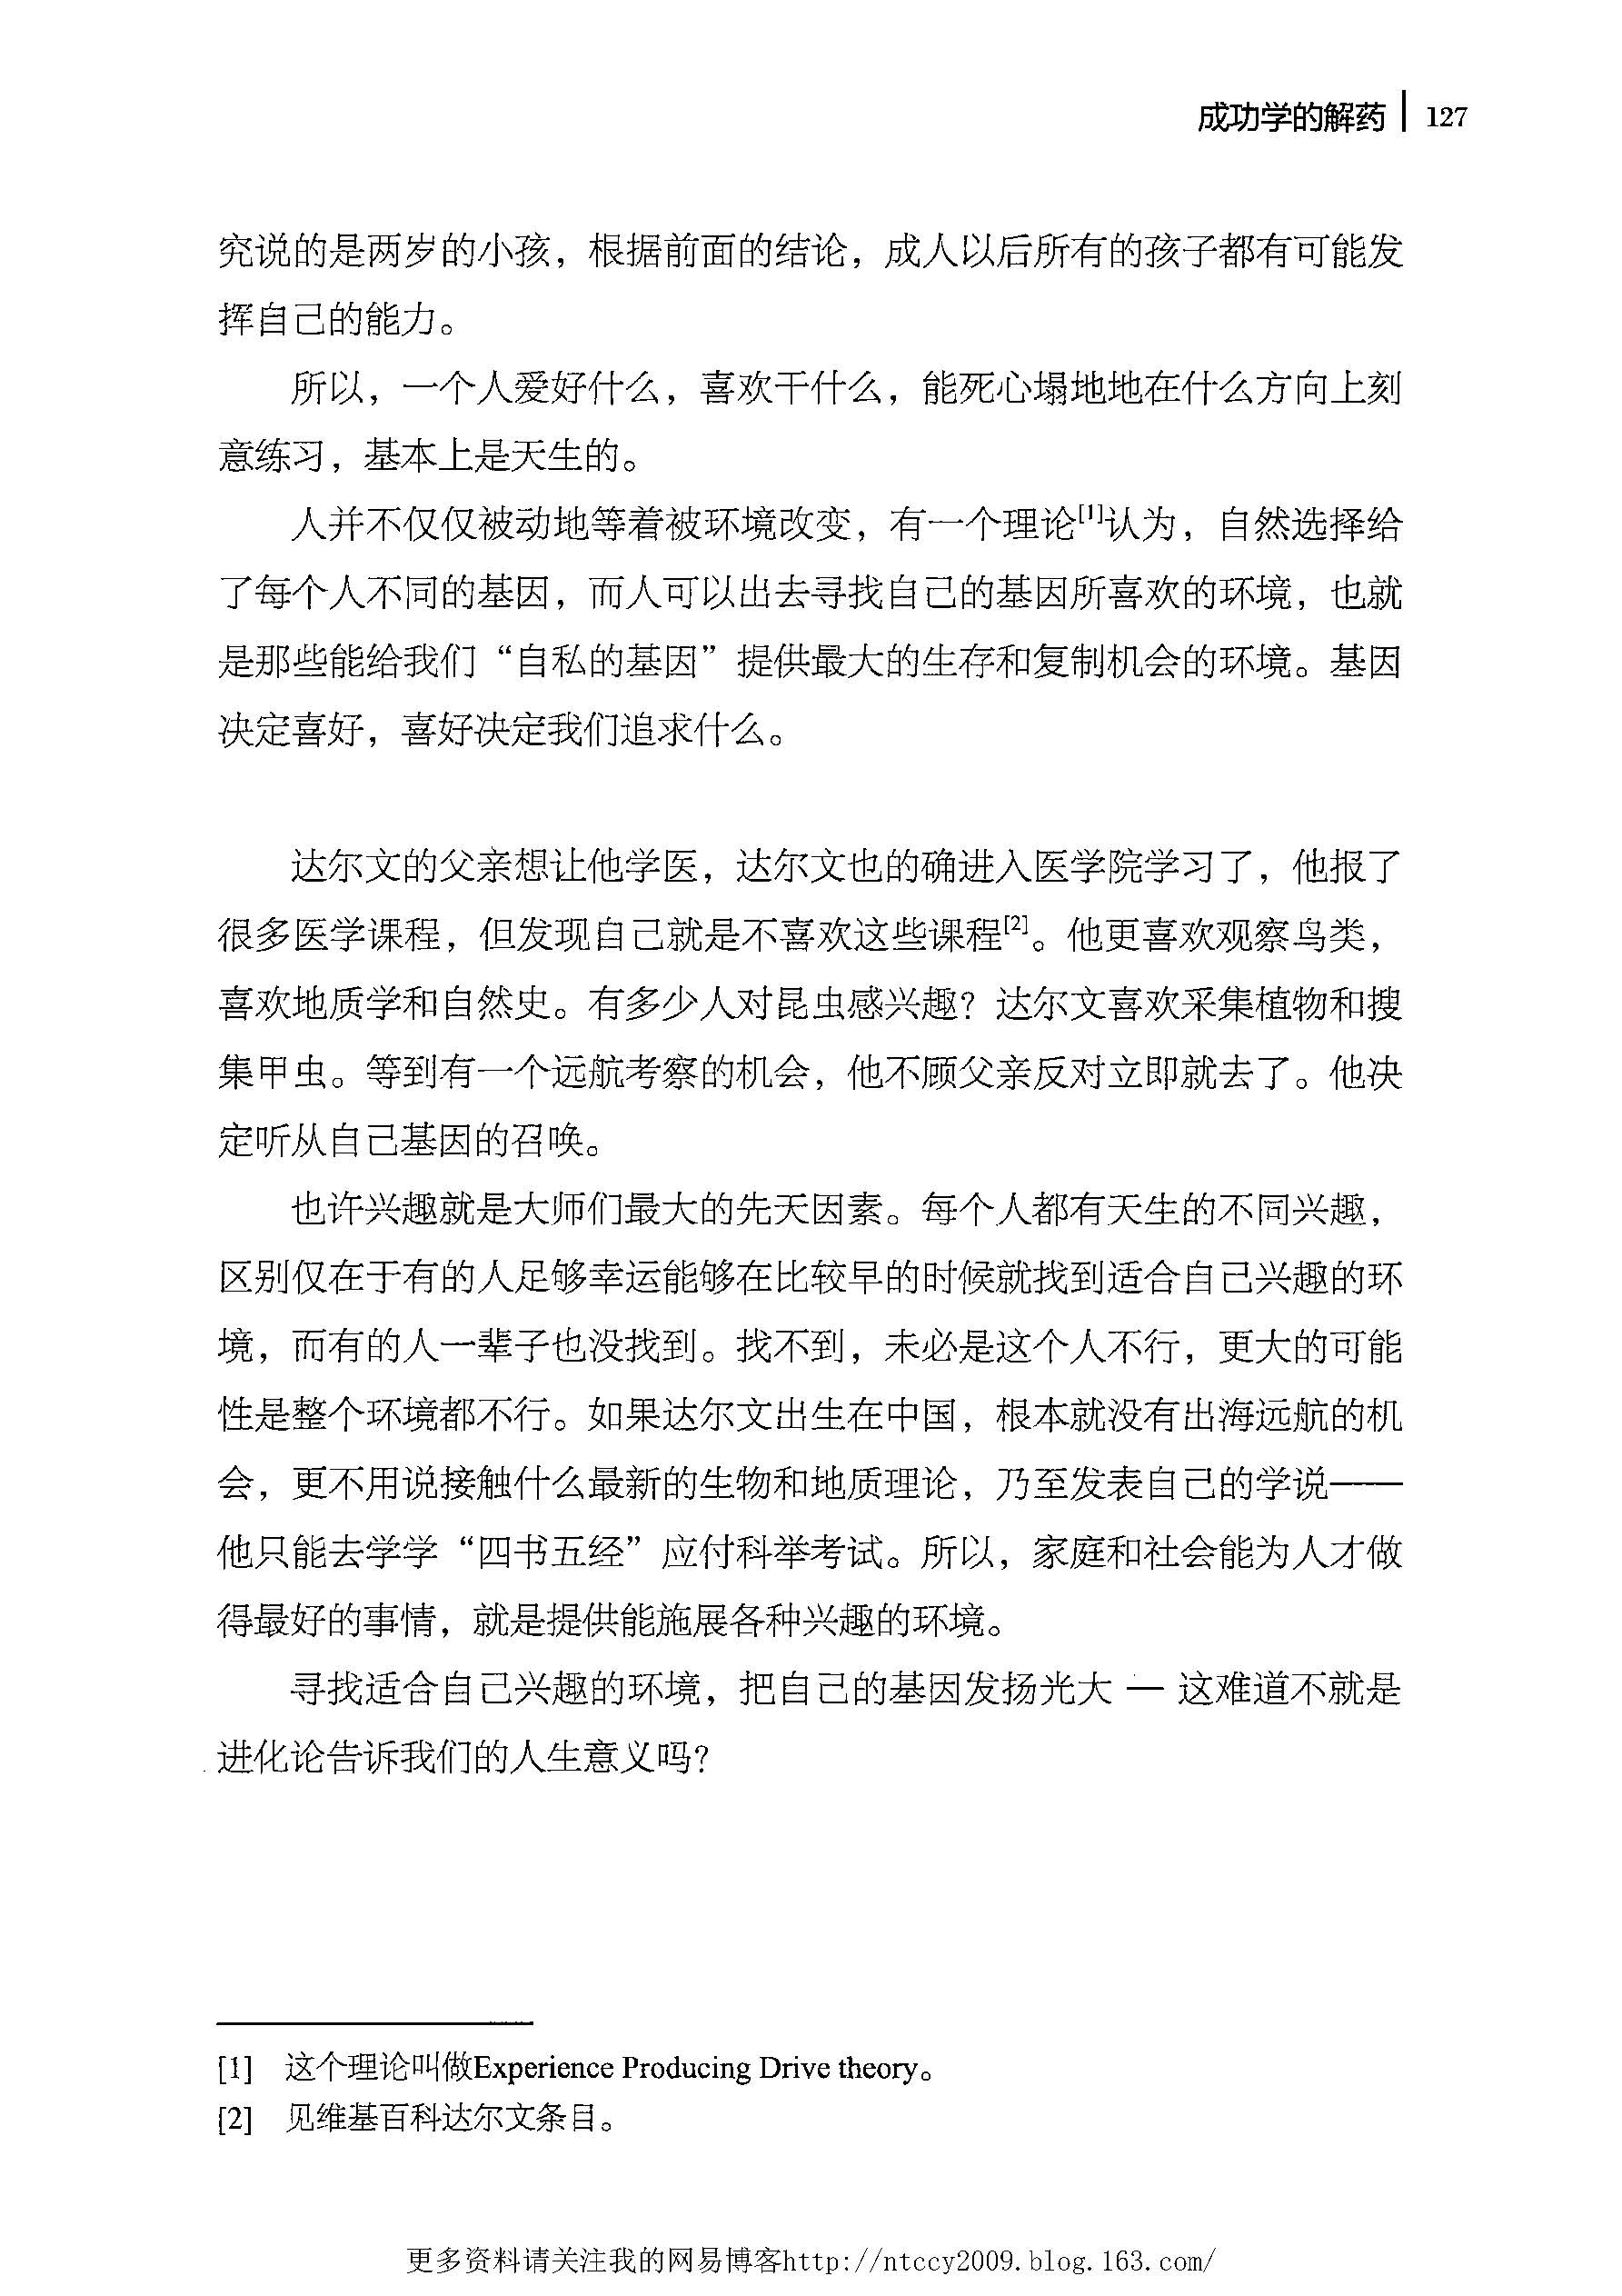 成功学的解药 | 127
究说的是两岁的小孩，根据前面的结论，成人以后所有的孩子都有可能发
挥自己的能力。
所以，一个人爱好什么，喜欢干什么，能死心塌地地在什么方向上刻
意练习，基本上是天生的。
人并不仅仅被动地等着被环境改变，有一个理论[1]认为，自然选择给
了每个人不同的基因，而人可以出去寻找自己的基因所喜欢的环境，也就
是那些能给我们“自私的基因”提供最大的生存和复制机会的环境。基因
决定喜好，喜好决定我们追求什么。
达尔文的父亲想让他学医，达尔文也的确进入医学院学习了，他报了
很多医学课程，但发现自己就是不喜欢这些课程[2]。他更喜欢观察鸟类，
喜欢地质学和自然史。有多少人对昆虫感兴趣？达尔文喜欢采集植物和搜
集甲虫。等到有一个远航考察的机会，他不顾父亲反对立即就去了。他决
定听从自己基因的召唤。
也许兴趣就是大师们最大的先天因素。每个人都有天生的不同兴趣，
区别仅在于有的人足够幸运能够在比较早的时候就找到适合自己兴趣的环
境，而有的人一辈子也没找到。找不到，未必是这个人不行，更大的可能
性是整个环境都不行。如果达尔文出生在中国，根本就没有出海远航的机
会，更不用说接触什么最新的生物和地质理论，乃至发表自己的学说——
他只能去学学“四书五经”应付科举考试。所以，家庭和社会能为人才做
得最好的事情，就是提供能施展各种兴趣的环境。
寻找适合自己兴趣的环境，把自己的基因发扬光大 — 这难道不就是
进化论告诉我们的人生意义吗？
[1] 这个理论叫做Experience Producing Drive theory。
[2] 见维基百科达尔文条目。
更多资料请关注我的网易博客http://ntccy2009.blog.163.com/